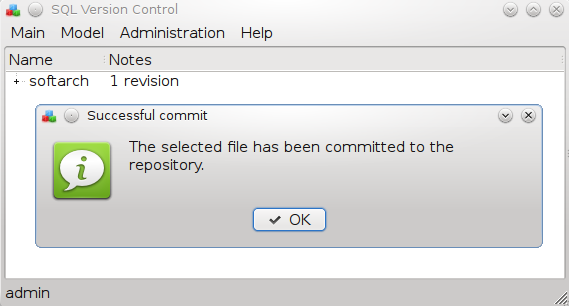 SQL Version Control
Main Model Administration Help
Name Notes
softarch 1 revision
Successful commit
The selected file has been committed to the
repository.
OK
admin